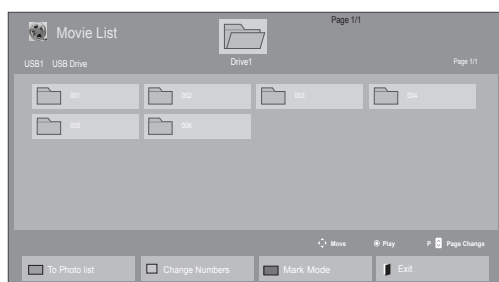 Page 1/1
Movie List
USB1 USB Drive
Drive1
Page 1/1
001 002 003 004
005 006
Move Play P Page Change
To Photo list Change Numbers Mark Mode Exit